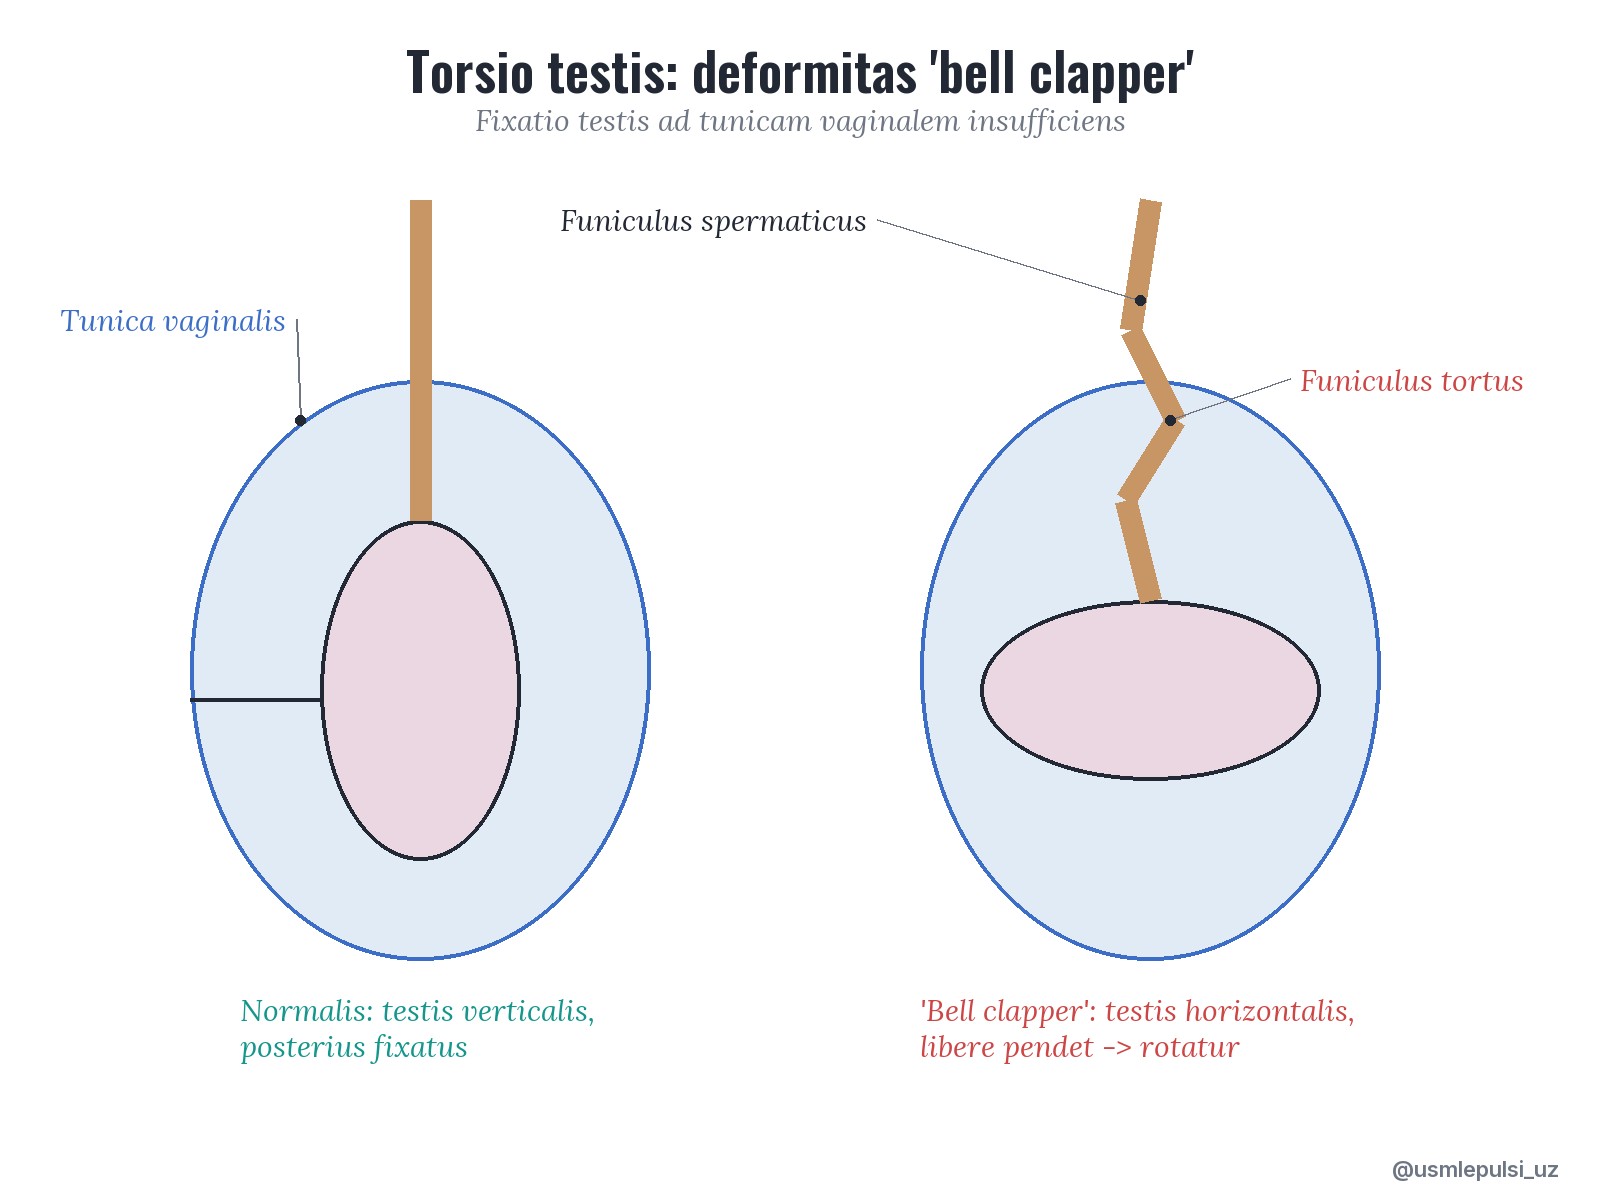 Torsio testis: deformitas 'bell clapper'
Fixatio testis ad tunicam vaginalem insufficiens
Funiculus spermaticus
Tunica vaginalis
Funiculus tortus
Normalis: testis verticalis,
posterius fixatus
'Bell clapper': testis horizontalis,
libere pendet -> rotatur
@usmlepulsi_uz